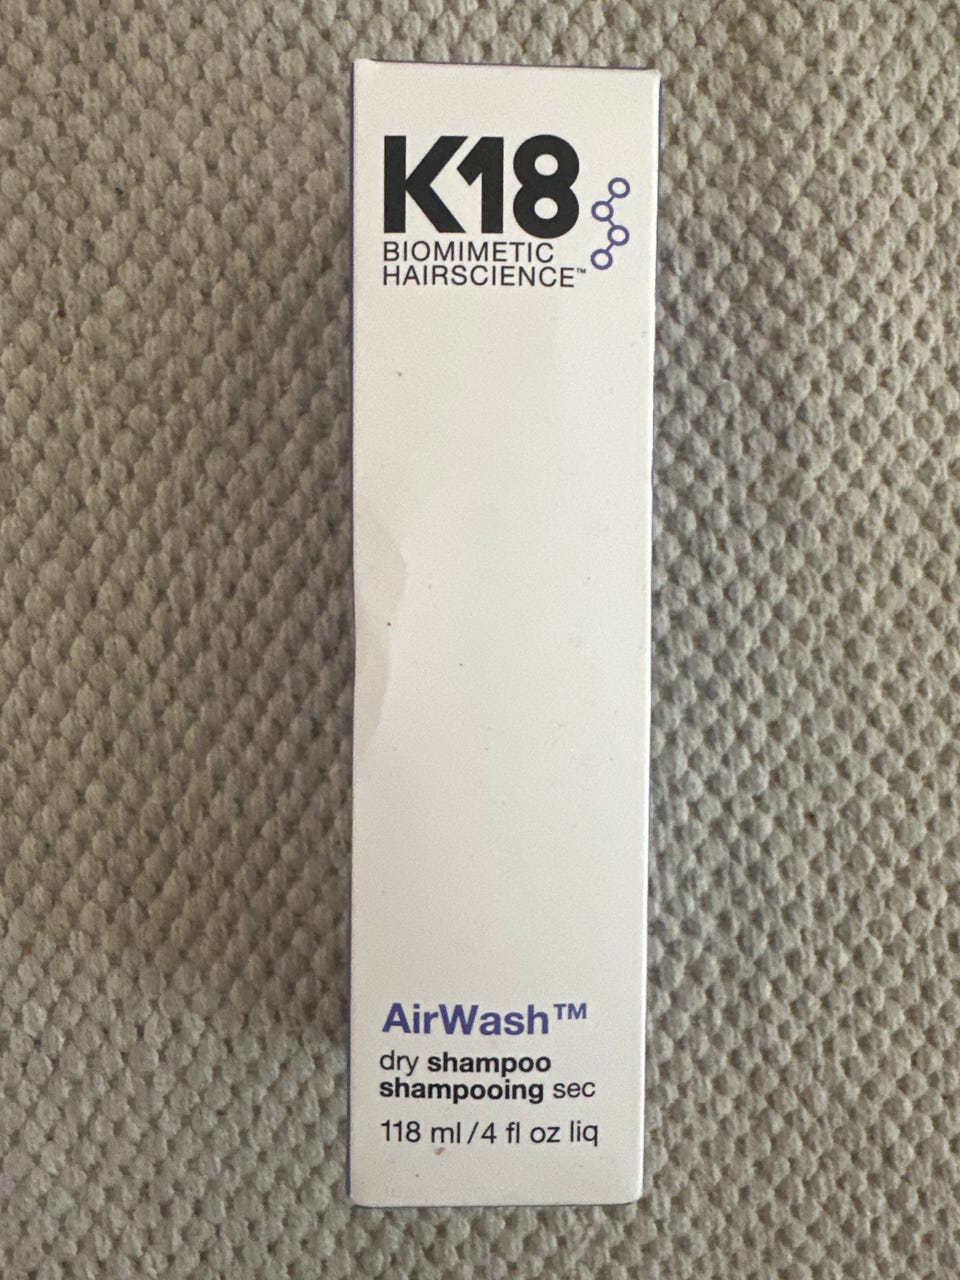 K18
BIOMIMETIC
HAIRSCIENCE™
AirWash™
dry shampoo
shampooing sec
118 ml/4 fl oz liq